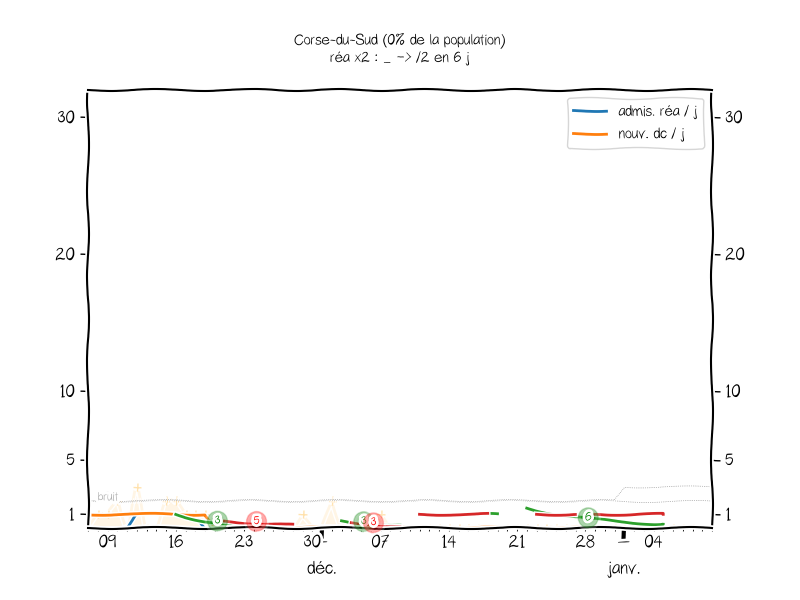 Corse-du-Sud (0% de la population)
réa x2 : _ -> /2 en 6 j
admis. réa / j
nouv. dc / j
30 30
20 20
10 10
5 5
bruit
1 1
3 5 3 3 6
09 16 23 30 07 14 21 28 04
déc. janv.